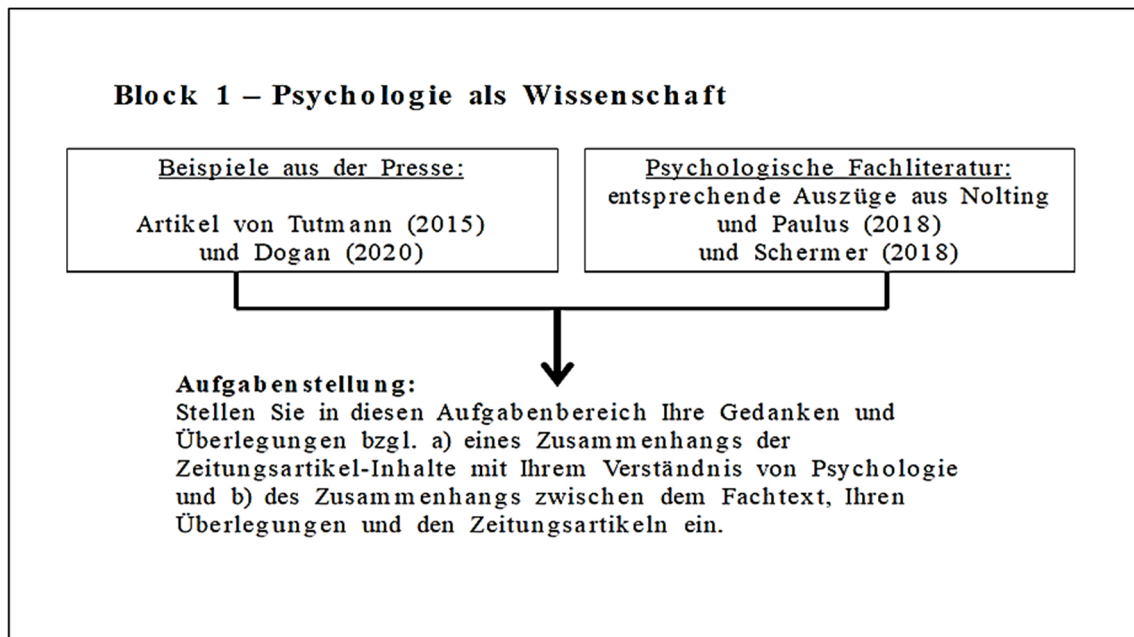 Block 1 – Psychologie als Wissenschaft
Beispiele aus der Presse:
Artikel von Tutmann (2015)
und Dogan (2020)
Psychologische Fachliteratur:
entsprechende Auszüge aus Nolting
und Paulus (2018)
und Schermer (2018)
Aufgabenstellung:
Stellen Sie in diesen Aufgabenbereich Ihre Gedanken und
Überlegungen bzgl. a) eines Zusammenhangs der
Zeitungsartikel-Inhalte mit Ihrem Verständnis von Psychologie
und b) des Zusammenhangs zwischen dem Fachtext, Ihren
Überlegungen und den Zeitungsartikeln ein.